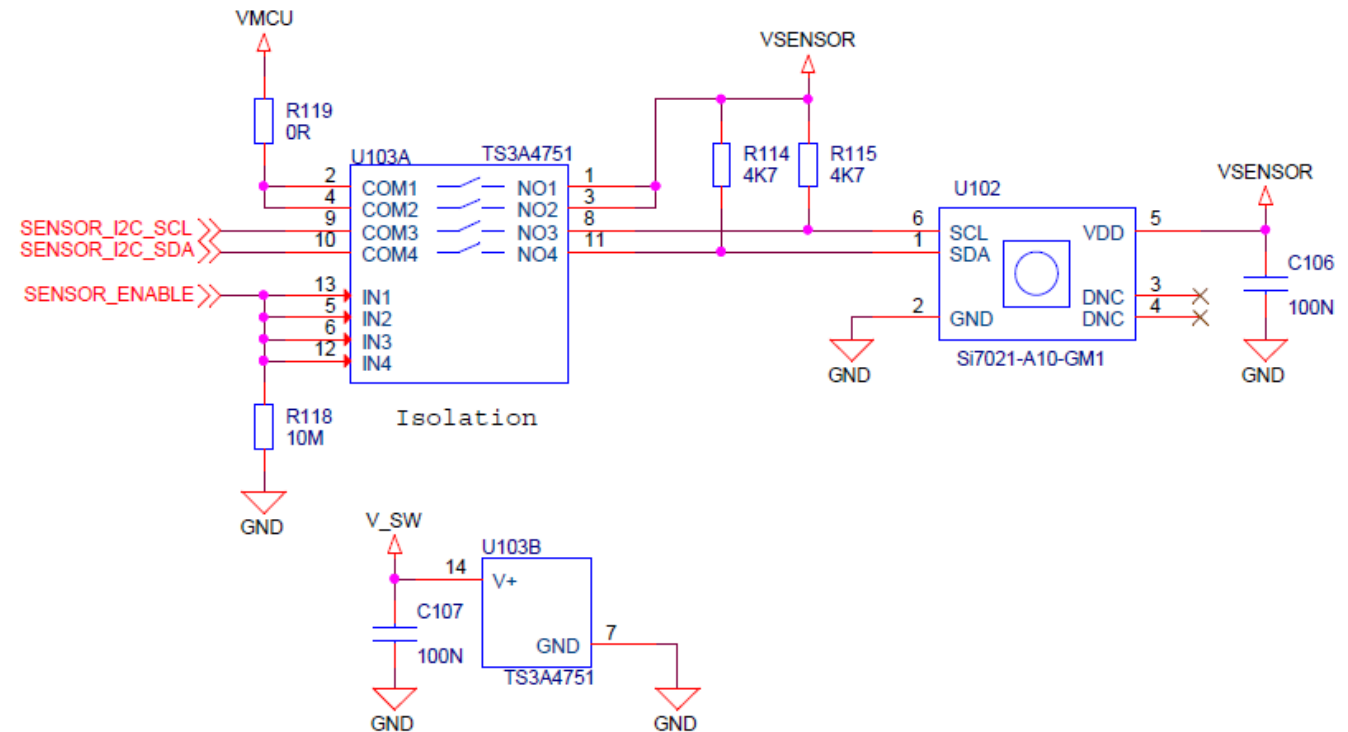 VMCU
VSENSOR
R119
0R
U103A
TS3A4751
R114
4K7
R115
4K7
VSENSOR
U102
2
COM1
NO1
1
4
COM2
NO2
3
SENSOR_I2C_SCL
9
COM3
NO3
8
6
SCL
VDD
5
SENSOR_I2C_SDA
10
COM4
NO4
11
1
SDA
C106
100N
SENSOR_ENABLE
13
IN1
5
IN2
6
IN3
12
IN4
DNC
3
DNC
4
2
GND
GND
Si7021-A10-GM1
GND
R118
10M
Isolation
GND
V_SW
U103B
14
V+
C107
100N
GND
7
TS3A4751
GND
GND